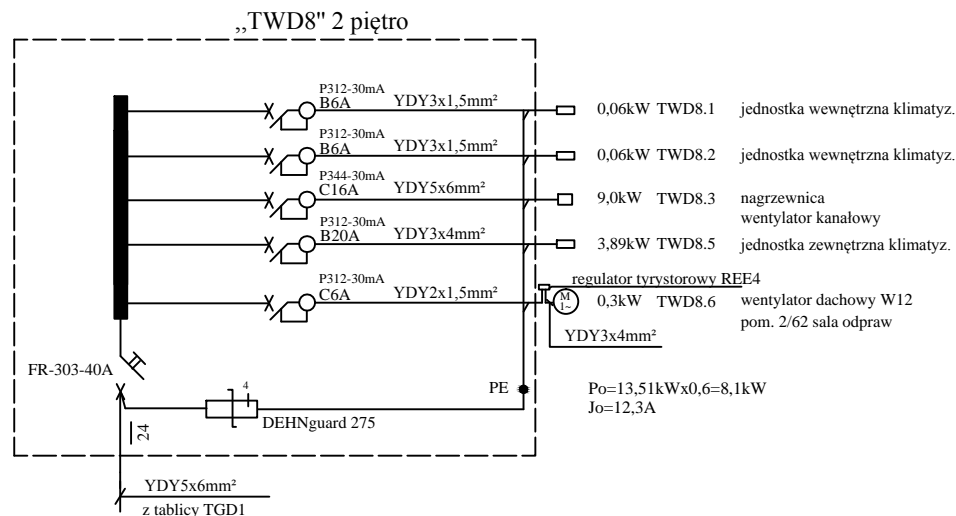 ,,TWD8" 2 piętro
P312-30mA
B6A YDY3x1,5mm² 0,06kW TWD8.1 jednostka wewnętrzna klimatyz.
P312-30mA
B6A YDY3x1,5mm² 0,06kW TWD8.2 jednostka wewnętrzna klimatyz.
P344-30mA
C16A YDY5x6mm² 9,0kW TWD8.3 nagrzewnica
wentylator kanałowy
P312-30mA
B20A YDY3x4mm² 3,89kW TWD8.5 jednostka zewnętrzna klimatyz.
regulator tyrystorowy REE4
P312-30mA
C6A YDY2x1,5mm² M 1~ 0,3kW TWD8.6 wentylator dachowy W12
pom. 2/62 sala odpraw
YDY3x4mm²
FR-303-40A
PE
Po=13,51kWx0,6=8,1kW
Jo=12,3A
4
DEHNguard 275
24
YDY5x6mm²
z tablicy TGD1